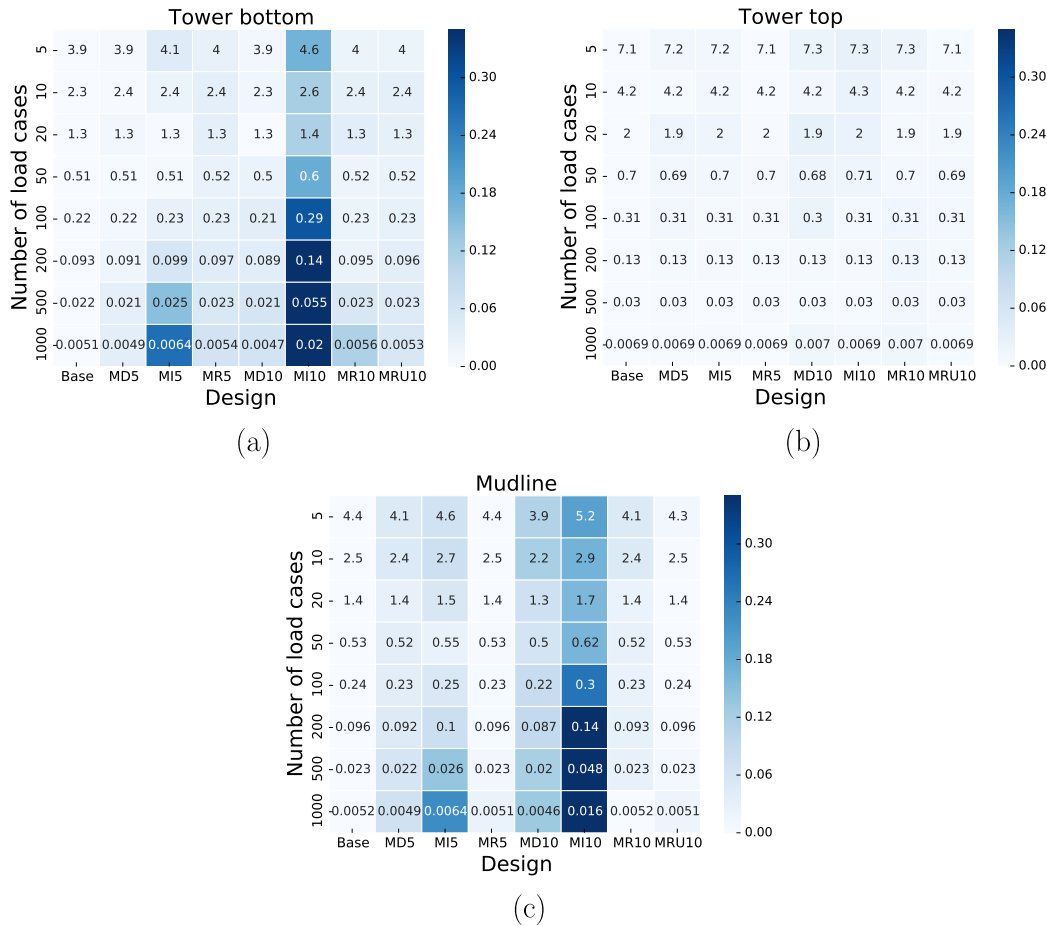 Tower bottom
Number of load cases
5 3.9 3.9 4.1 4 3.9 4.6 4 4
10 2.3 2.4 2.4 2.4 2.3 2.6 2.4 2.4
20 1.3 1.3 1.3 1.3 1.3 1.4 1.3 1.3
50 0.51 0.51 0.51 0.52 0.5 0.6 0.52 0.52
100 0.22 0.22 0.23 0.23 0.21 0.29 0.23 0.23
200 0.093 0.091 0.099 0.097 0.089 0.14 0.095 0.096
500 0.022 0.021 0.025 0.023 0.021 0.055 0.023 0.023
1000 0.0051 0.0049 0.0064 0.0054 0.0047 0.02 0.0056 0.0053
Base MD5 MI5 MR5 MD10 MI10 MR10 MRU10
Design
0.30
0.24
0.18
0.12
0.06
0.00
(a)
Tower top
Number of load cases
5 7.1 7.2 7.2 7.1 7.3 7.3 7.3 7.1
10 4.2 4.2 4.2 4.2 4.2 4.3 4.2 4.2
20 2 1.9 2 2 1.9 2 1.9 1.9
50 0.7 0.69 0.7 0.7 0.68 0.71 0.7 0.69
100 0.31 0.31 0.31 0.31 0.3 0.31 0.31 0.31
200 0.13 0.13 0.13 0.13 0.13 0.13 0.13 0.13
500 0.03 0.03 0.03 0.03 0.03 0.03 0.03 0.03
1000 0.0069 0.0069 0.0069 0.0069 0.007 0.0069 0.007 0.0069
Base MD5 MI5 MR5 MD10 MI10 MR10 MRU10
Design
0.30
0.24
0.18
0.12
0.06
0.00
(b)
Mudline
Number of load cases
5 4.4 4.1 4.6 4.4 3.9 5.2 4.1 4.3
10 2.5 2.4 2.7 2.5 2.2 2.9 2.4 2.5
20 1.4 1.4 1.5 1.4 1.3 1.7 1.4 1.4
50 0.53 0.52 0.55 0.53 0.5 0.62 0.52 0.53
100 0.24 0.23 0.25 0.23 0.22 0.3 0.23 0.24
200 0.096 0.092 0.1 0.096 0.087 0.14 0.093 0.096
500 0.023 0.022 0.026 0.023 0.02 0.048 0.023 0.023
1000 0.0052 0.0049 0.0064 0.0051 0.0046 0.016 0.0052 0.0051
Base MD5 MI5 MR5 MD10 MI10 MR10 MRU10
Design
0.30
0.24
0.18
0.12
0.06
0.00
(c)